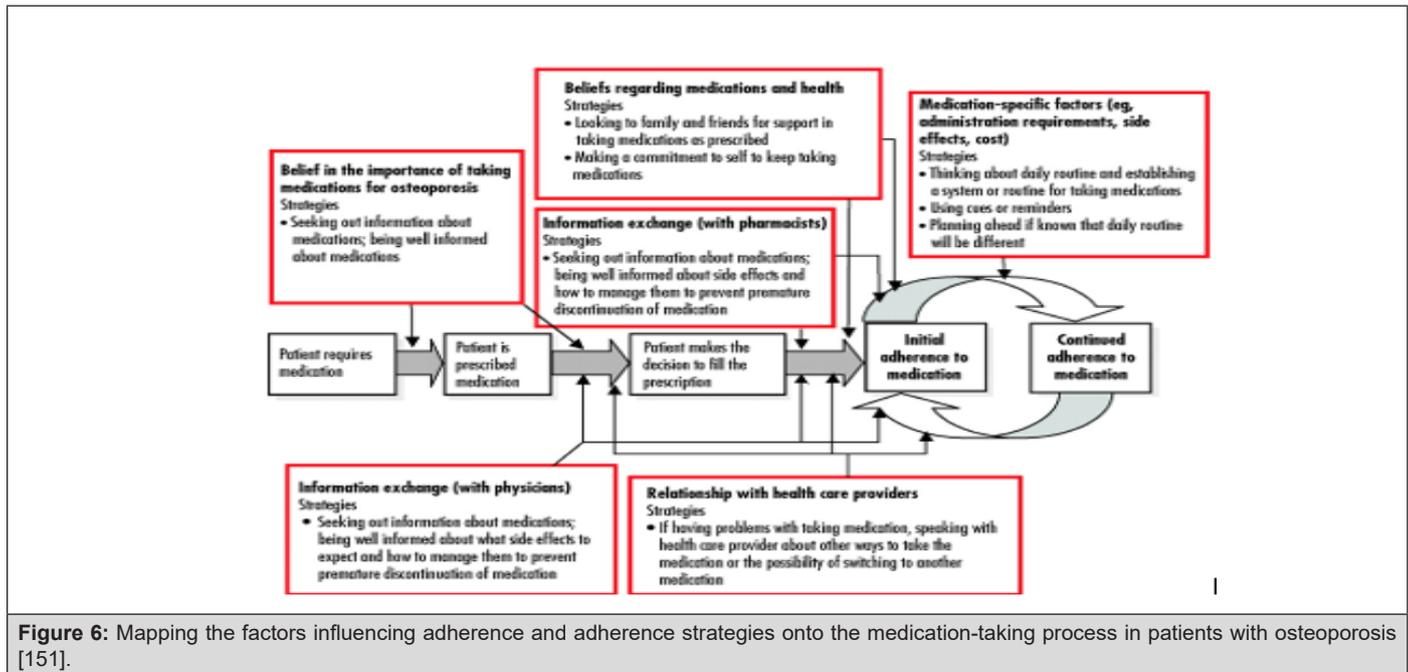 Beliefs regarding medications and health
Strategies
• Looking to family and friends for support in
taking medications as prescribed
• Making a commitment to self to keep taking
medications
Medication-specific factors (eg,
administration requirements, side
effects, cost)
Strategies
• Thinking about daily routine and establishing
a system or routine for taking medications
• Using cues or reminders
• Planning ahead if known that daily routine
will be different
Belief in the importance of taking
medications for osteoporosis
Strategies
• Seeking out information about
medications; being well informed
about medications
Information exchange (with pharmacists)
Strategies
• Seeking out information about medications;
being well informed about side effects and
how to manage them to prevent premature
discontinuation of medication
Patient requires
medication
Patient is
prescribed
medication
Patient makes the
decision to fill the
prescription
Initial
adherence to
medication
Continued
adherence to
medication
Information exchange (with physicians)
Strategies
• Seeking out information about medications;
being well informed about what side effects to
expect and how to manage them to prevent
premature discontinuation of medication
Relationship with health care providers
Strategies
• If having problems with taking medication, speaking with
health care provider about other ways to take the
medication or the possibility of switching to another
medication
I
Figure 6: Mapping the factors influencing adherence and adherence strategies onto the medication-taking process in patients with osteoporosis
[151].